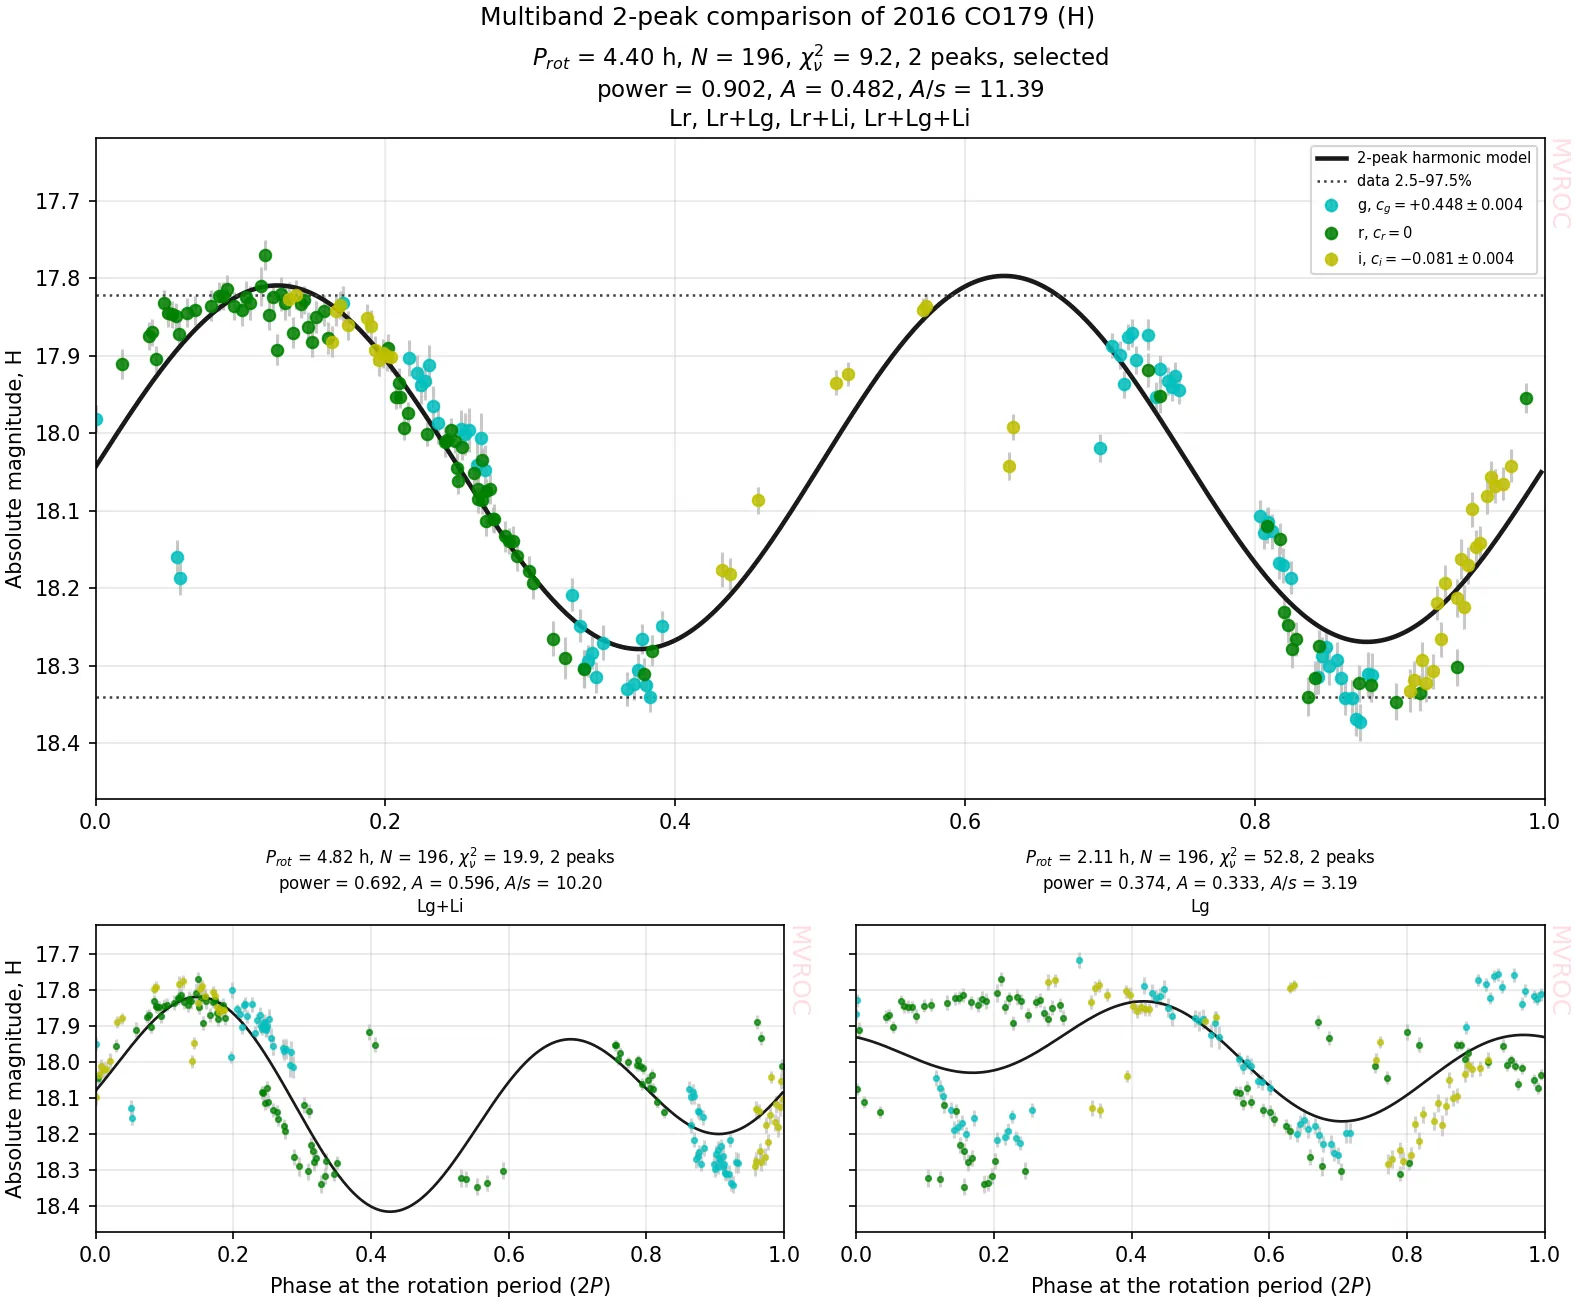 Multiband 2-peak comparison of 2016 CO179 (H)
P_rot = 4.40 h, N = 196, χ²_ν = 9.2, 2 peaks, selected
power = 0.902, A = 0.482, A/s = 11.39
Lr, Lr+Lg, Lr+Li, Lr+Lg+Li
MVROC
2-peak harmonic model
data 2.5–97.5%
g, c_g = +0.448 ± 0.004
r, c_r = 0
i, c_i = −0.081 ± 0.004
Absolute magnitude, H
17.7
17.8
17.9
18.0
18.1
18.2
18.3
18.4
0.0 0.2 0.4 0.6 0.8 1.0
P_rot = 4.82 h, N = 196, χ²_ν = 19.9, 2 peaks
power = 0.692, A = 0.596, A/s = 10.20
Lg+Li
MVROC
Absolute magnitude, H
17.7
17.8
17.9
18.0
18.1
18.2
18.3
18.4
0.0 0.2 0.4 0.6 0.8 1.0
Phase at the rotation period (2P)
P_rot = 2.11 h, N = 196, χ²_ν = 52.8, 2 peaks
power = 0.374, A = 0.333, A/s = 3.19
Lg
MVROC
0.0 0.2 0.4 0.6 0.8 1.0
Phase at the rotation period (2P)